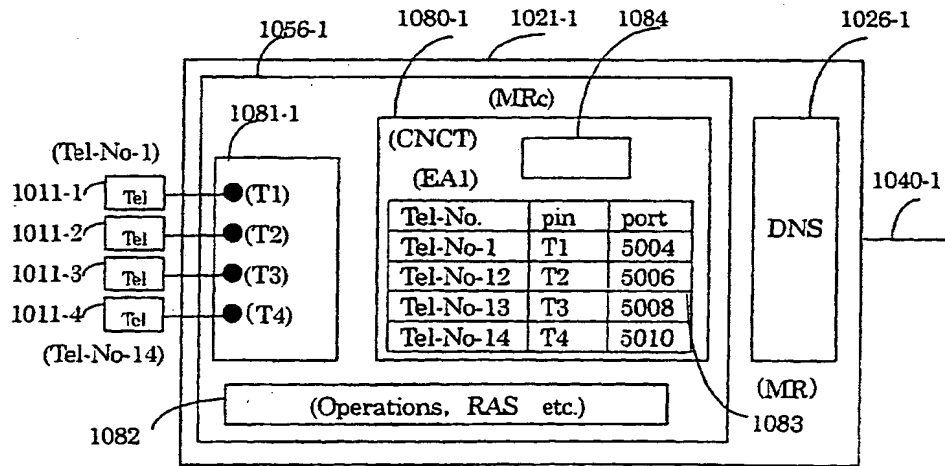 1080-1 1021-1 1084 1026-1
1056-1
(MRc)
1081-1
(CNCT)
(Tel-No-1)
(EA1)
1011-1 Tel (T1)
1011-2 Tel (T2)
1011-3 Tel (T3)
1011-4 Tel (T4)
(Tel-No-14)
Tel-No. pin port
Tel-No-1 T1 5004
Tel-No-12 T2 5006
Tel-No-13 T3 5008
Tel-No-14 T4 5010
DNS
1040-1
(MR)
1082 (Operations, RAS etc.) 1083